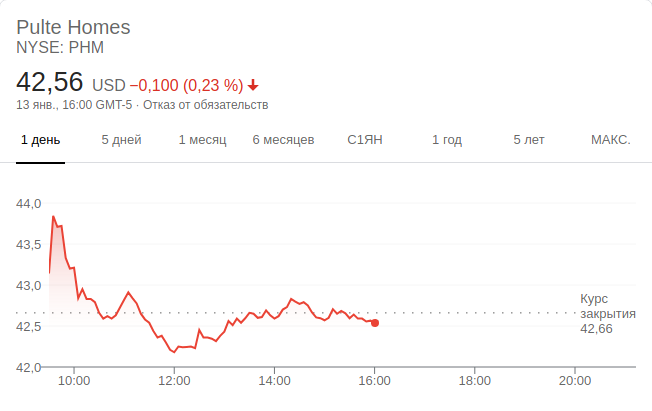 Pulte Homes
NYSE: PHM
42,56 USD −0,100 (0,23 %)
13 янв., 16:00 GMT-5 · Отказ от обязательств
1 день 5 дней 1 месяц 6 месяцев С1ЯН 1 год 5 лет МАКС.
44,0
43,5
43,0
42,5
42,0
Курс
закрытия
42,66
10:00 12:00 14:00 16:00 18:00 20:00